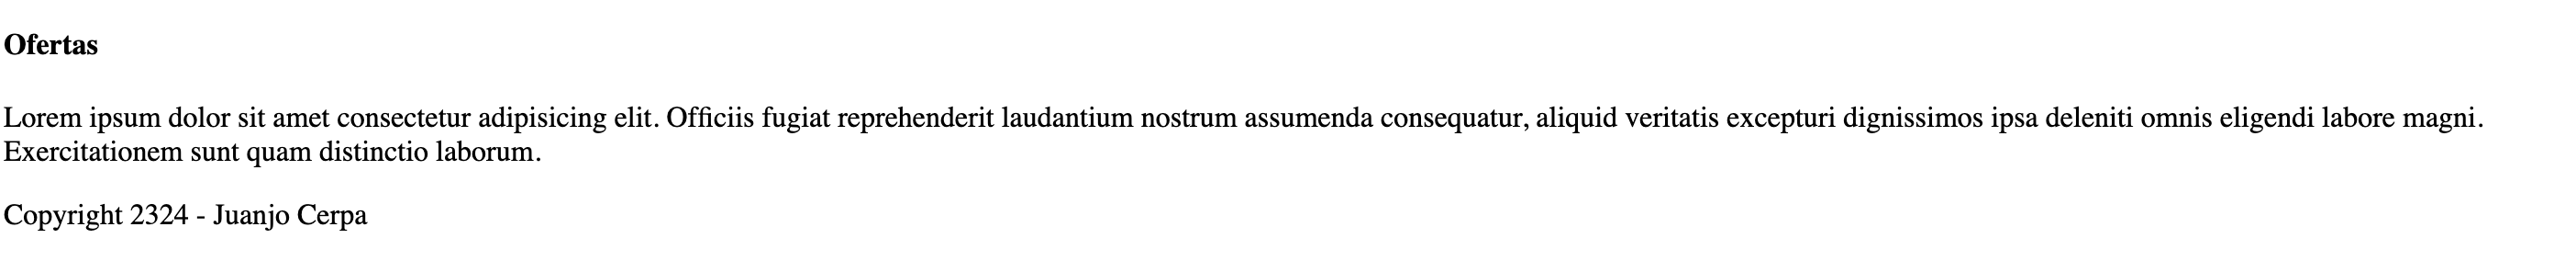 Ofertas
Lorem ipsum dolor sit amet consectetur adipisicing elit. Officiis fugiat reprehenderit laudantium nostrum assumenda consequatur, aliquid veritatis excepturi dignissimos ipsa deleniti omnis eligendi labore magni.
Exercitationem sunt quam distinctio laborum.
Copyright 2324 - Juanjo Cerpa